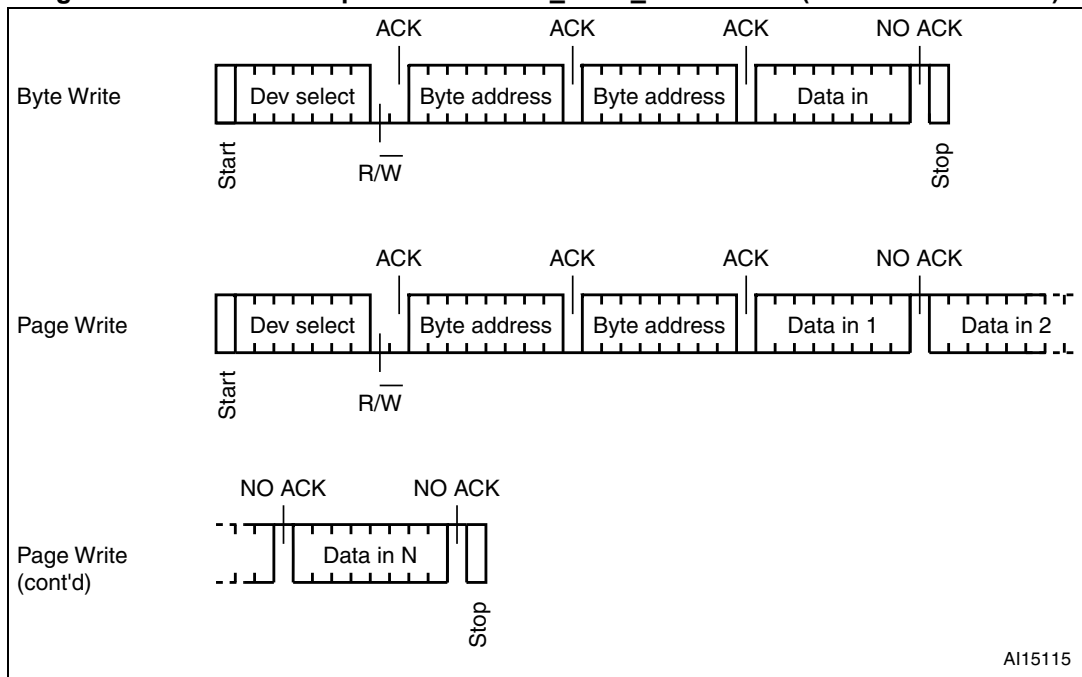 ACK ACK ACK NO ACK
Byte Write Dev select Byte address Byte address Data in
Start R/W Stop
ACK ACK ACK NO ACK
Page Write Dev select Byte address Byte address Data in 1 Data in 2
Start R/W
NO ACK NO ACK
Page Write
(cont'd)
Data in N
Stop
AI15115